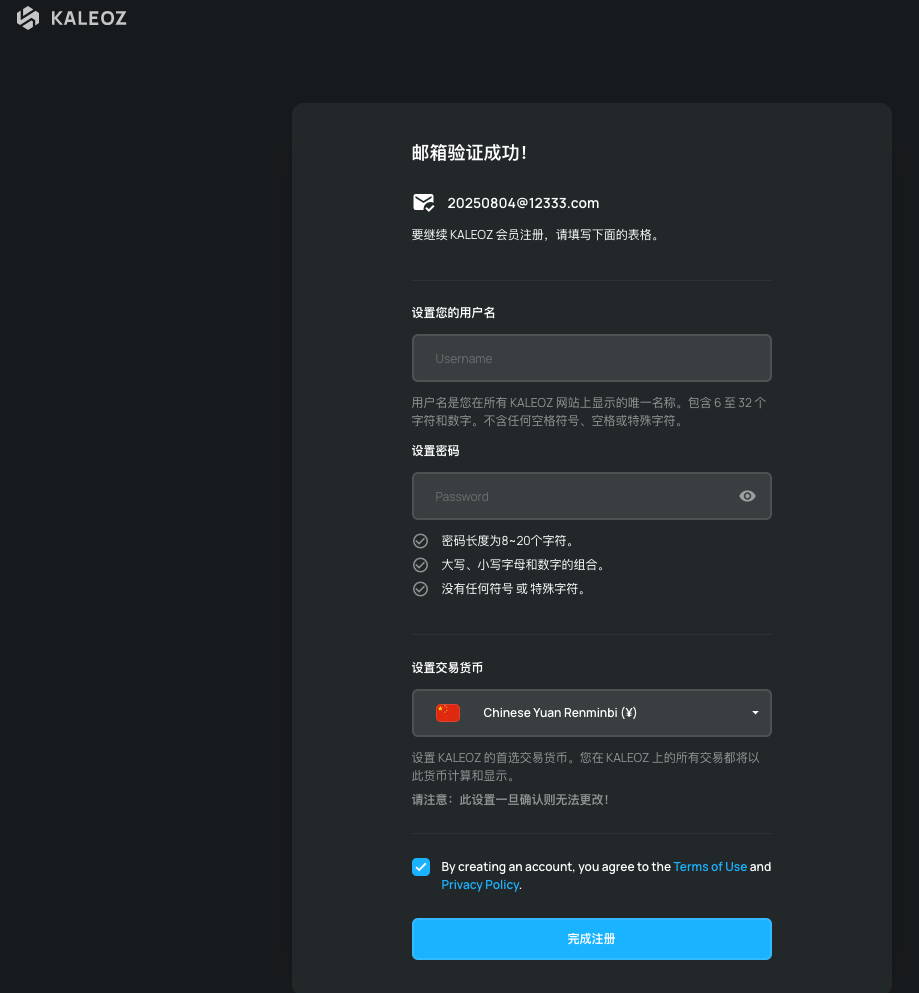 KALEOZ
邮箱验证成功！
20250804@12333.com
要继续 KALEOZ 会员注册，请填写下面的表格。
设置您的用户名
Username
用户名是您在所有 KALEOZ 网站上显示的唯一名称。包含 6 至 32 个
字符和数字。不含任何空格符号、空格或特殊字符。
设置密码
Password
密码长度为8~20个字符。
大写、小写字母和数字的组合。
没有任何符号 或 特殊字符。
设置交易货币
Chinese Yuan Renminbi (¥)
设置 KALEOZ 的首选交易货币。您在 KALEOZ 上的所有交易都将以
此货币计算和显示。
请注意：此设置一旦确认则无法更改！
By creating an account, you agree to the Terms of Use and
Privacy Policy.
完成注册